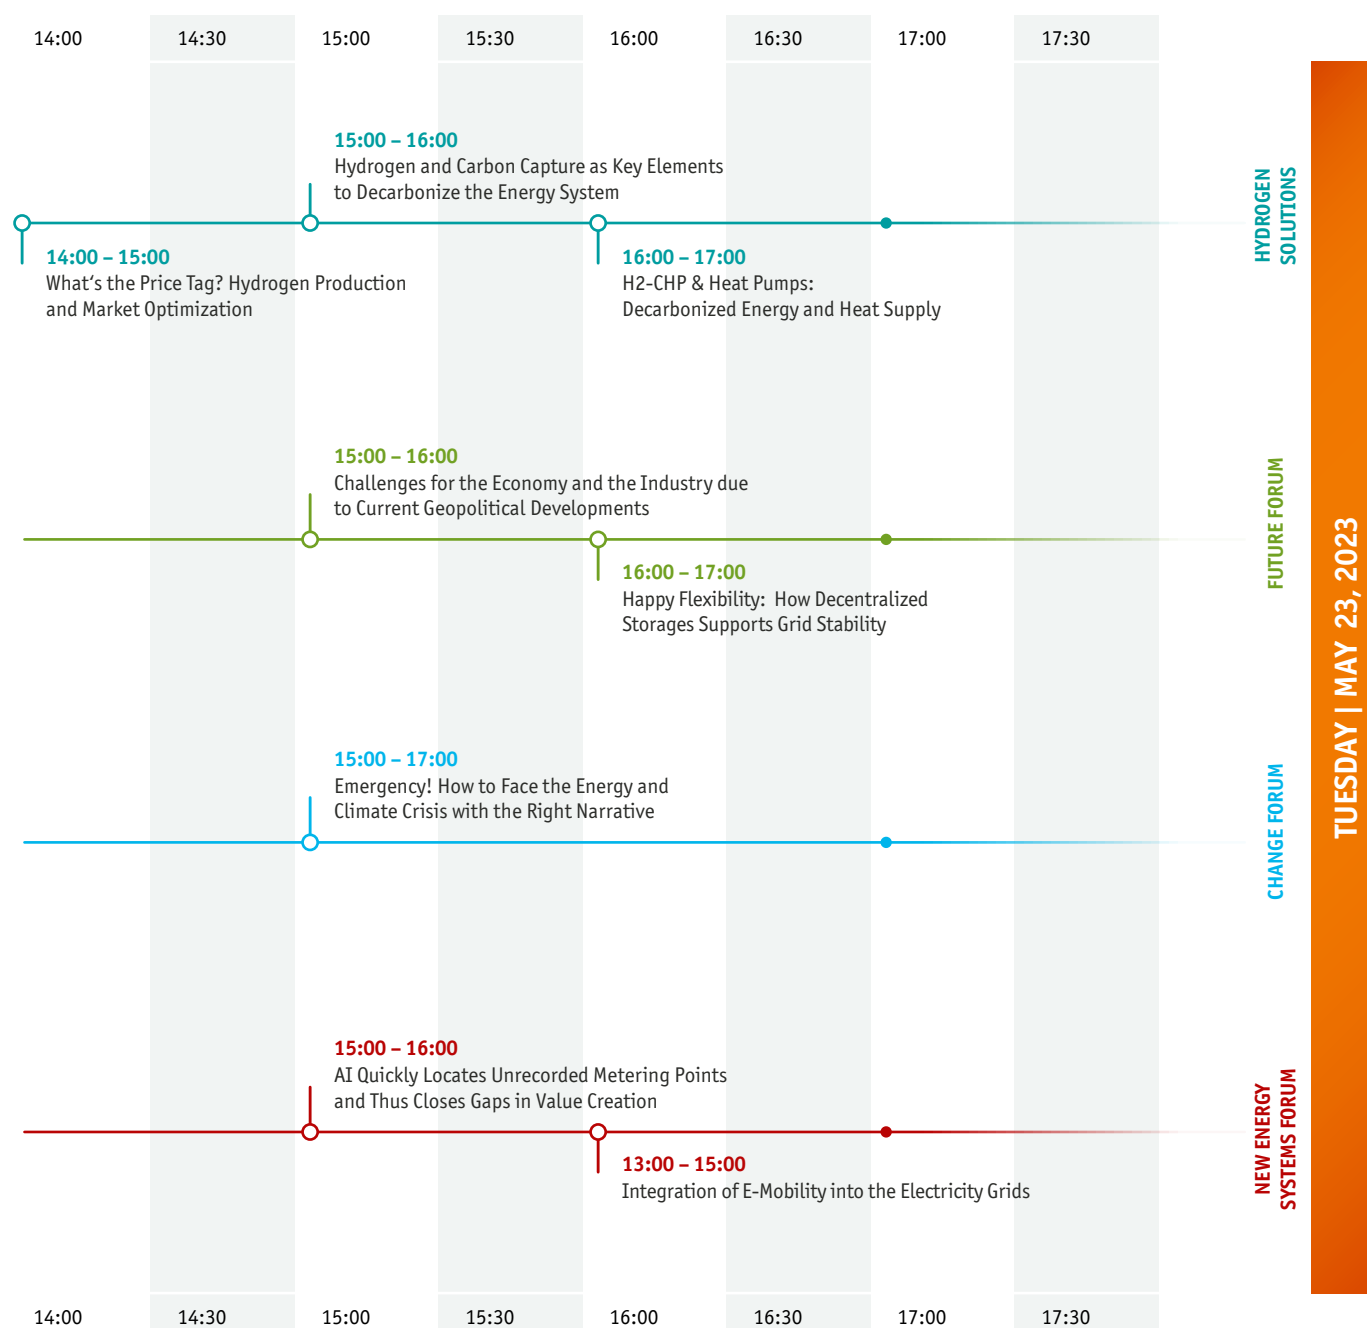 14:00 14:30 15:00 15:30 16:00 16:30 17:00 17:30
15:00 – 16:00
Hydrogen and Carbon Capture as Key Elements
to Decarbonize the Energy System
14:00 – 15:00
What‘s the Price Tag? Hydrogen Production
and Market Optimization
16:00 – 17:00
H2-CHP & Heat Pumps:
Decarbonized Energy and Heat Supply
HYDROGEN
SOLUTIONS
15:00 – 16:00
Challenges for the Economy and the Industry due
to Current Geopolitical Developments
16:00 – 17:00
Happy Flexibility:  How Decentralized
Storages Supports Grid Stability
FUTURE FORUM
15:00 – 17:00
Emergency! How to Face the Energy and
Climate Crisis with the Right Narrative
CHANGE FORUM
15:00 – 16:00
AI Quickly Locates Unrecorded Metering Points
and Thus Closes Gaps in Value Creation
13:00 – 15:00
Integration of E-Mobility into the Electricity Grids
NEW ENERGY
SYSTEMS FORUM
TUESDAY | MAY 23, 2023
14:00 14:30 15:00 15:30 16:00 16:30 17:00 17:30